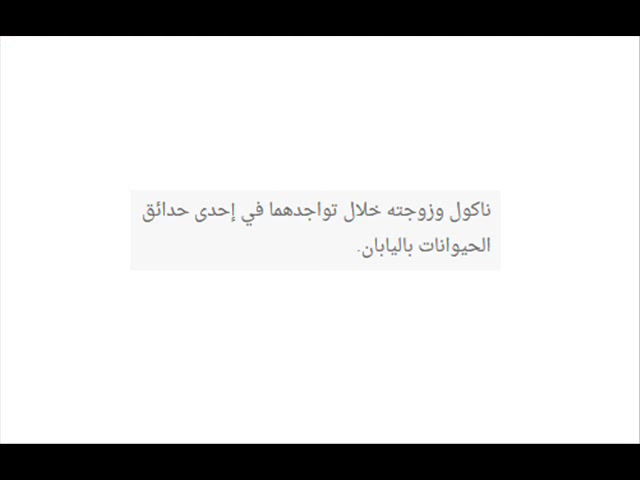 ناكول وزوجته خلال تواجدهما في إحدى حدائق
الحيوانات باليابان.